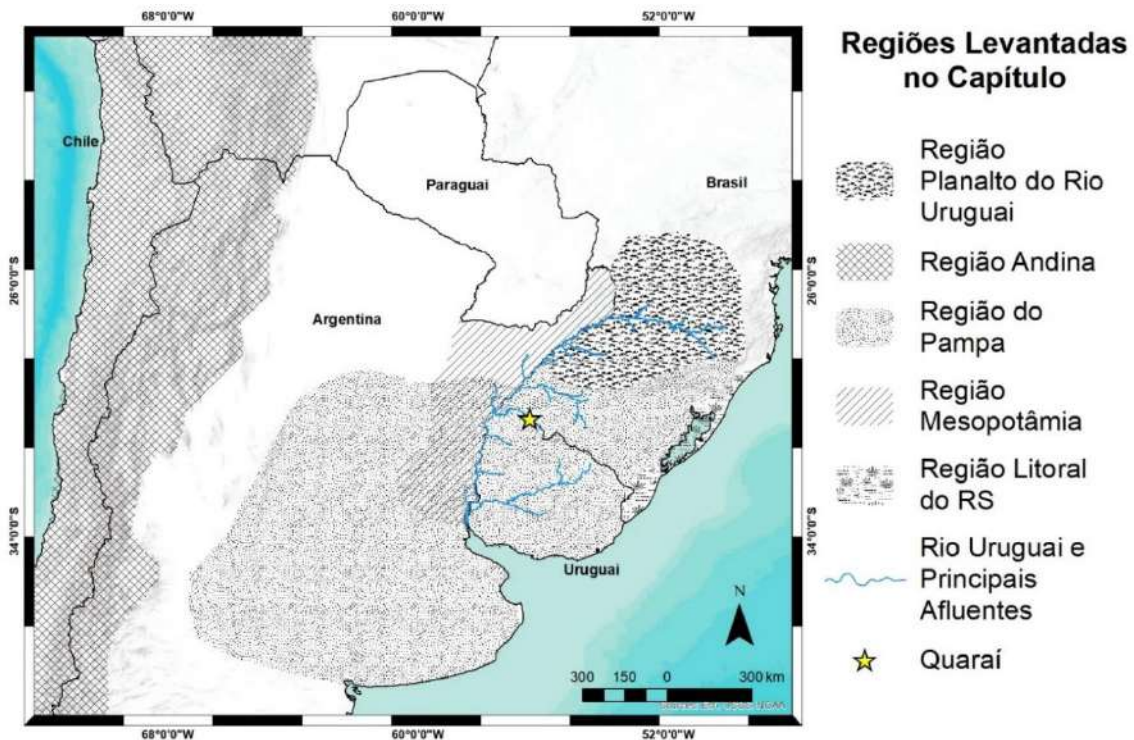 68°0'0"W 60°0'0"W 52°0'0"W
Chile
Paraguai
Brasil
Argentina
Uruguai
26°0'0"S
34°0'0"S
26°0'0"S
34°0'0"S
N
300 150 0 300 km
68°0'0"W 60°0'0"W 52°0'0"W
Regiões Levantadas
no Capítulo
Região
Planalto do Rio
Uruguai
Região Andina
Região do
Pampa
Região
Mesopotâmia
Região Litoral
do RS
Rio Uruguai e
Principais
Afluentes
Quaraí